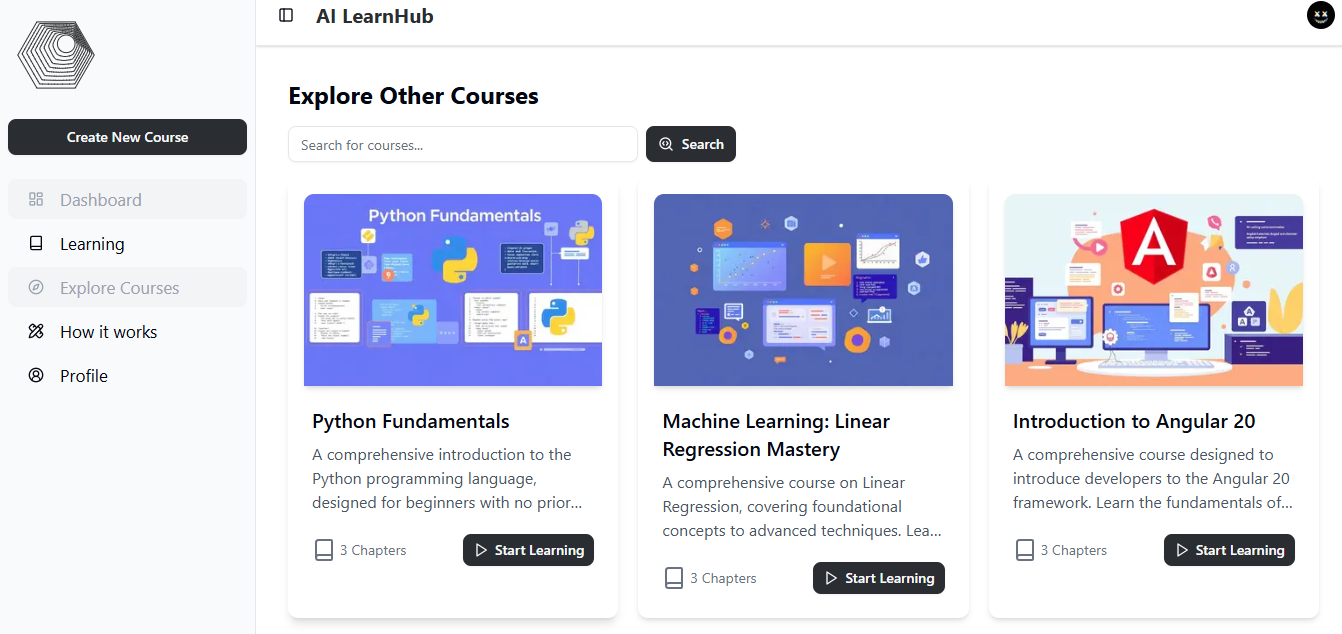 AI LearnHub
Create New Course
Dashboard
Learning
Explore Courses
How it works
Profile
Explore Other Courses
Search for courses...
Search
Python Fundamentals
Python Fundamentals
A comprehensive introduction to the
Python programming language,
designed for beginners with no prior...
3 Chapters
Start Learning
Machine Learning: Linear
Regression Mastery
A comprehensive course on Linear
Regression, covering foundational
concepts to advanced techniques. Lea...
3 Chapters
Start Learning
A
Introduction to Angular 20
A comprehensive course designed to
introduce developers to the Angular 20
framework. Learn the fundamentals of...
3 Chapters
Start Learning